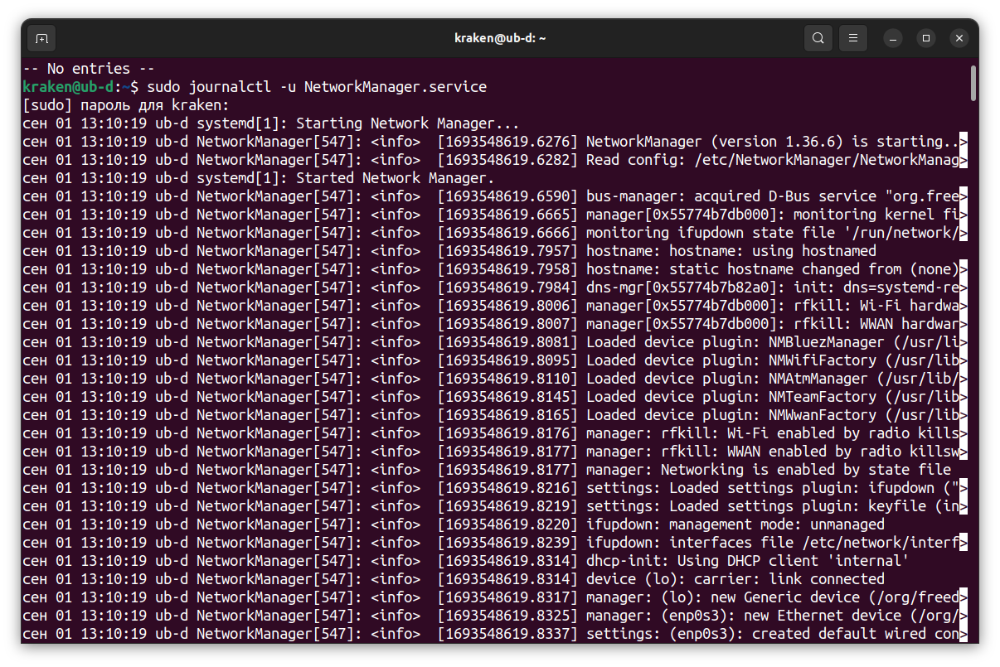 kraken@ub-d: ~
-- No entries --
kraken@ub-d:~$ sudo journalctl -u NetworkManager.service
[sudo] пароль для kraken:
сен 01 13:10:19 ub-d systemd[1]: Starting Network Manager...
сен 01 13:10:19 ub-d NetworkManager[547]: <info>  [1693548619.6276] NetworkManager (version 1.36.6) is starting..>
сен 01 13:10:19 ub-d NetworkManager[547]: <info>  [1693548619.6282] Read config: /etc/NetworkManager/NetworkManag>
сен 01 13:10:19 ub-d systemd[1]: Started Network Manager.
сен 01 13:10:19 ub-d NetworkManager[547]: <info>  [1693548619.6590] bus-manager: acquired D-Bus service "org.free>
сен 01 13:10:19 ub-d NetworkManager[547]: <info>  [1693548619.6665] manager[0x55774b7db000]: monitoring kernel fi>
сен 01 13:10:19 ub-d NetworkManager[547]: <info>  [1693548619.6666] monitoring ifupdown state file '/run/network/>
сен 01 13:10:19 ub-d NetworkManager[547]: <info>  [1693548619.7957] hostname: hostname: using hostnamed
сен 01 13:10:19 ub-d NetworkManager[547]: <info>  [1693548619.7958] hostname: static hostname changed from (none)>
сен 01 13:10:19 ub-d NetworkManager[547]: <info>  [1693548619.7984] dns-mgr[0x55774b7b82a0]: init: dns=systemd-re>
сен 01 13:10:19 ub-d NetworkManager[547]: <info>  [1693548619.8006] manager[0x55774b7db000]: rfkill: Wi-Fi hardwa>
сен 01 13:10:19 ub-d NetworkManager[547]: <info>  [1693548619.8007] manager[0x55774b7db000]: rfkill: WWAN hardwar>
сен 01 13:10:19 ub-d NetworkManager[547]: <info>  [1693548619.8081] Loaded device plugin: NMBluezManager (/usr/li>
сен 01 13:10:19 ub-d NetworkManager[547]: <info>  [1693548619.8095] Loaded device plugin: NMWifiFactory (/usr/lib>
сен 01 13:10:19 ub-d NetworkManager[547]: <info>  [1693548619.8110] Loaded device plugin: NMAtmManager (/usr/lib/>
сен 01 13:10:19 ub-d NetworkManager[547]: <info>  [1693548619.8145] Loaded device plugin: NMTeamFactory (/usr/lib>
сен 01 13:10:19 ub-d NetworkManager[547]: <info>  [1693548619.8165] Loaded device plugin: NMWwanFactory (/usr/lib>
сен 01 13:10:19 ub-d NetworkManager[547]: <info>  [1693548619.8176] manager: rfkill: Wi-Fi enabled by radio kills>
сен 01 13:10:19 ub-d NetworkManager[547]: <info>  [1693548619.8177] manager: rfkill: WWAN enabled by radio killsw>
сен 01 13:10:19 ub-d NetworkManager[547]: <info>  [1693548619.8177] manager: Networking is enabled by state file
сен 01 13:10:19 ub-d NetworkManager[547]: <info>  [1693548619.8216] settings: Loaded settings plugin: ifupdown (">
сен 01 13:10:19 ub-d NetworkManager[547]: <info>  [1693548619.8219] settings: Loaded settings plugin: keyfile (in>
сен 01 13:10:19 ub-d NetworkManager[547]: <info>  [1693548619.8220] ifupdown: management mode: unmanaged
сен 01 13:10:19 ub-d NetworkManager[547]: <info>  [1693548619.8239] ifupdown: interfaces file /etc/network/interf>
сен 01 13:10:19 ub-d NetworkManager[547]: <info>  [1693548619.8314] dhcp-init: Using DHCP client 'internal'
сен 01 13:10:19 ub-d NetworkManager[547]: <info>  [1693548619.8314] device (lo): carrier: link connected
сен 01 13:10:19 ub-d NetworkManager[547]: <info>  [1693548619.8317] manager: (lo): new Generic device (/org/freed>
сен 01 13:10:19 ub-d NetworkManager[547]: <info>  [1693548619.8325] manager: (enp0s3): new Ethernet device (/org/>
сен 01 13:10:19 ub-d NetworkManager[547]: <info>  [1693548619.8337] settings: (enp0s3): created default wired con>